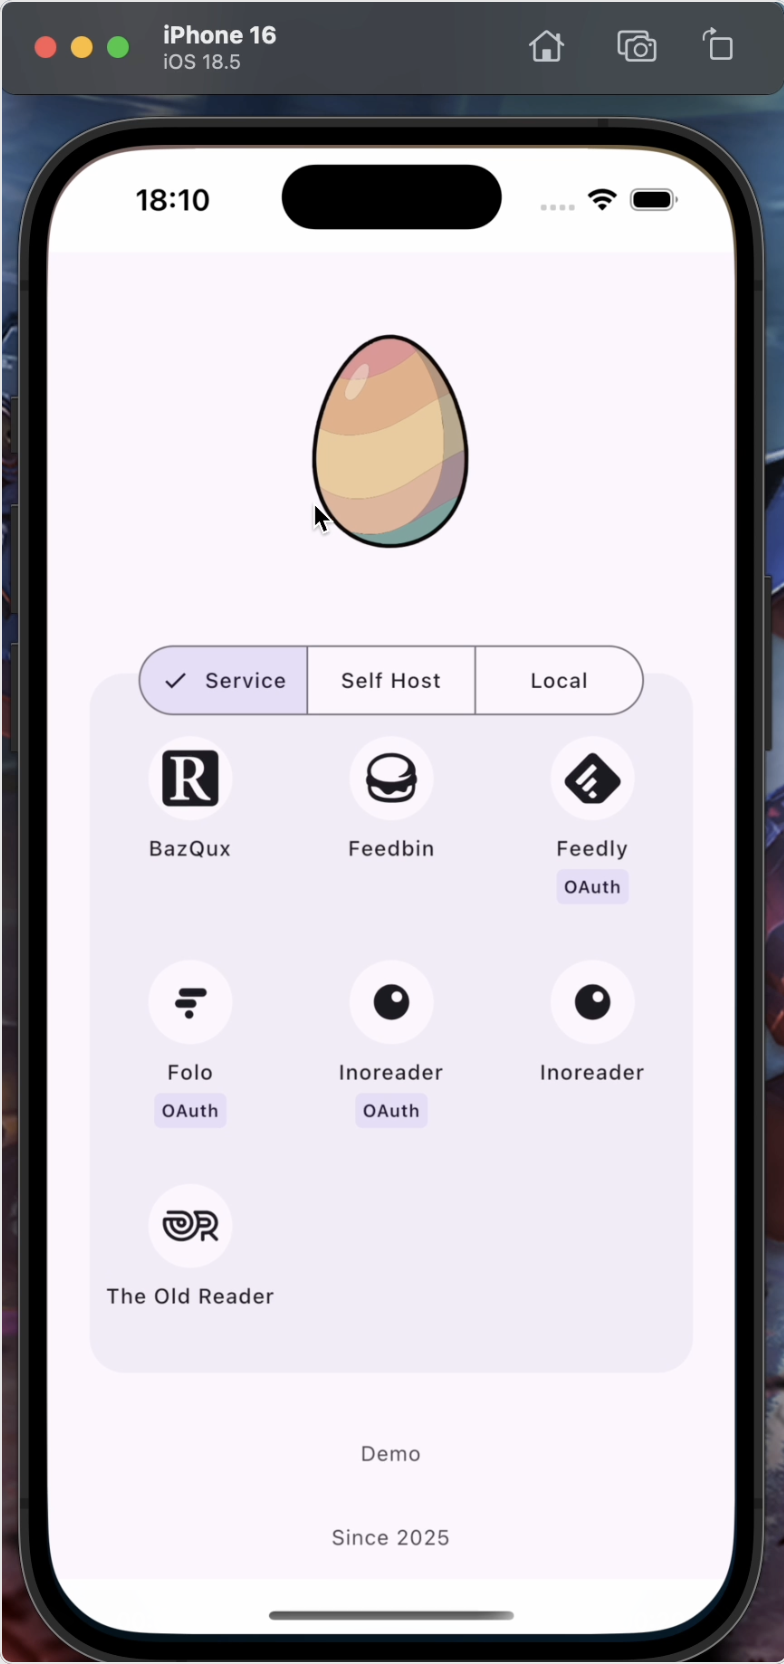 iPhone 16
iOS 18.5
18:10
Service
Self Host
Local
R
BazQux
Feedbin
Feedly
OAuth
Folo
Inoreader
Inoreader
OAuth
OAuth
The Old Reader
Demo
Since 2025